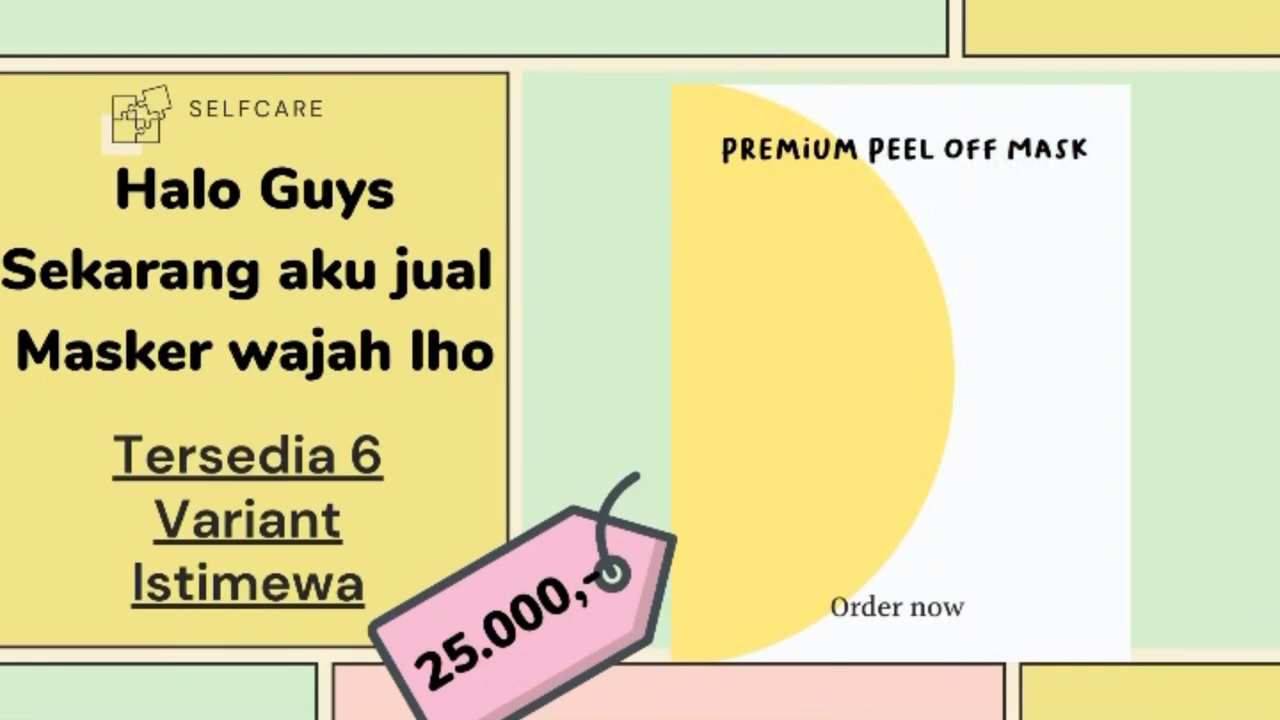 SELFCARE
Halo Guys
Sekarang aku jual
Masker wajah lho
Tersedia 6
Variant
Istimewa
25.000,-
PREMiUM PEEL OFF MASK
Order now